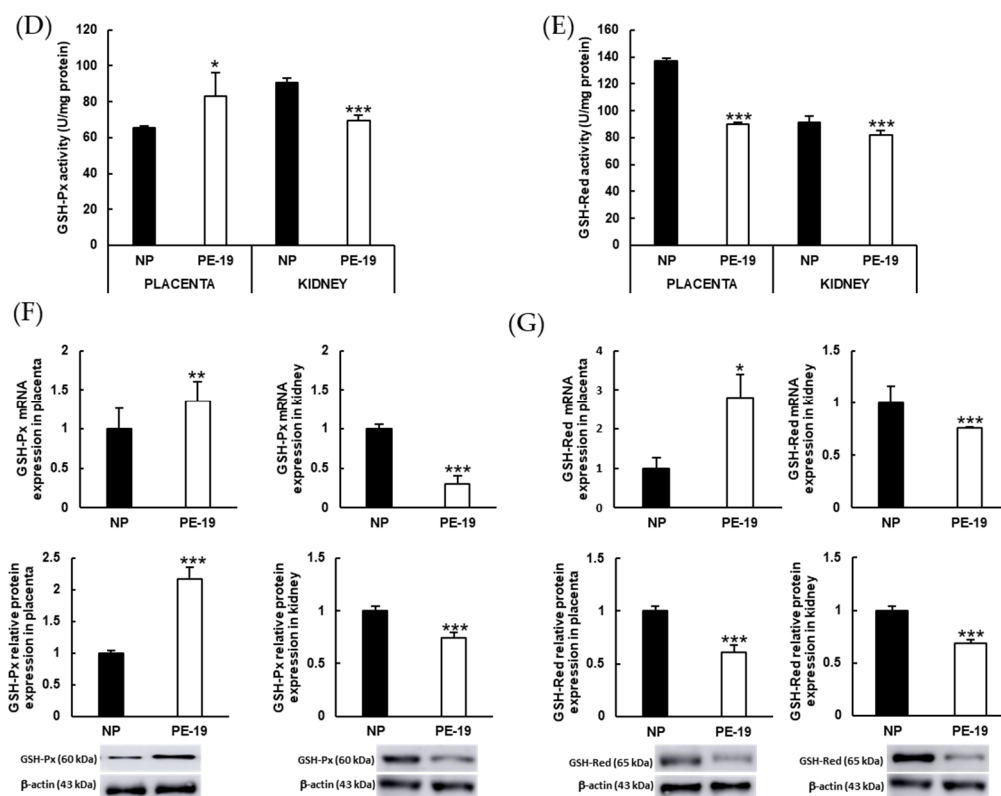 (D)
GSH-Px activity (U/mg protein)
120
100
80
60
40
20
0
*
***
NP PE-19 NP PE-19
PLACENTA KIDNEY
(E)
GSH-Red activity (U/mg protein)
160
140
120
100
80
60
40
20
0
***
***
NP PE-19 NP PE-19
PLACENTA KIDNEY
(F)
GSH-Px mRNA
expression in placenta
2
1.5
1
0.5
0
**
NP PE-19
GSH-Px mRNA
expression in kidney
2
1.5
1
0.5
0
***
NP PE-19
GSH-Px relative protein
expression in placenta
2.5
2
1.5
1
0.5
0
***
NP PE-19
GSH-Px (60 kDa)
β-actin (43 kDa)
GSH-Px relative protein
expression in kidney
1.5
1
0.5
0
***
NP PE-19
GSH-Px (60 kDa)
β-actin (43 kDa)
(G)
GSH-Red mRNA
expression in placenta
4
3
2
1
0
*
NP PE-19
GSH-Red mRNA
expression in kidney
1.5
1
0.5
0
***
NP PE-19
GSH-Red relative protein
expression in placenta
1.5
1
0.5
0
***
NP PE-19
GSH-Red (65 kDa)
β-actin (43 kDa)
GSH-Red relative protein
expression in kidney
1.5
1
0.5
0
***
NP PE-19
GSH-Red (65 kDa)
β-actin (43 kDa)